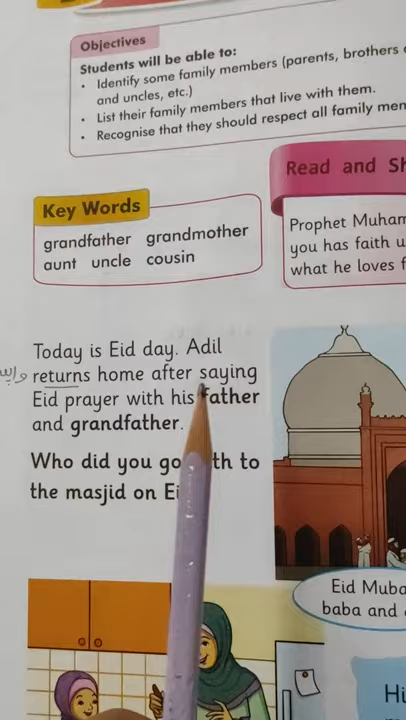 Objectives
Students will be able to:
• Identify some family members (parents, brothers
and uncles, etc.)
• List their family members that live with them.
• Recognise that they should respect all family
Read and
Key Words
grandfather grandmother
aunt uncle cousin
Prophet
you has faith
what he loves
Today is Eid day. Adil
returns home after saying
Eid prayer with his father
and grandfather.
Who did you go to
the masjid on
Eid
baba and